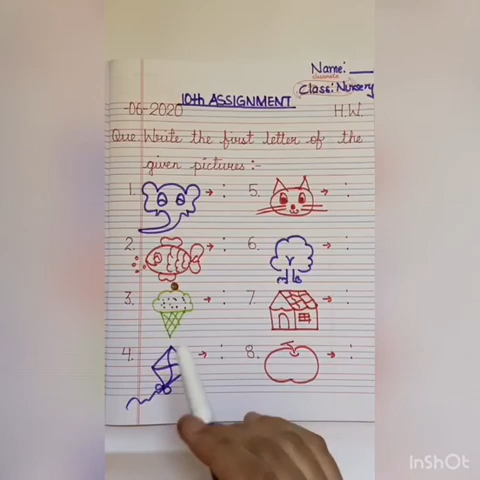 Name: __
Classmate
Class: Nursery
10th ASSIGNMENT
-06-2020 H.W.
Que. Write the first letter of the
given pictures :-
1. → : 5. → :
2. → : 6. → :
3. → : 7. → :
4. → : 8. → :
InShOt